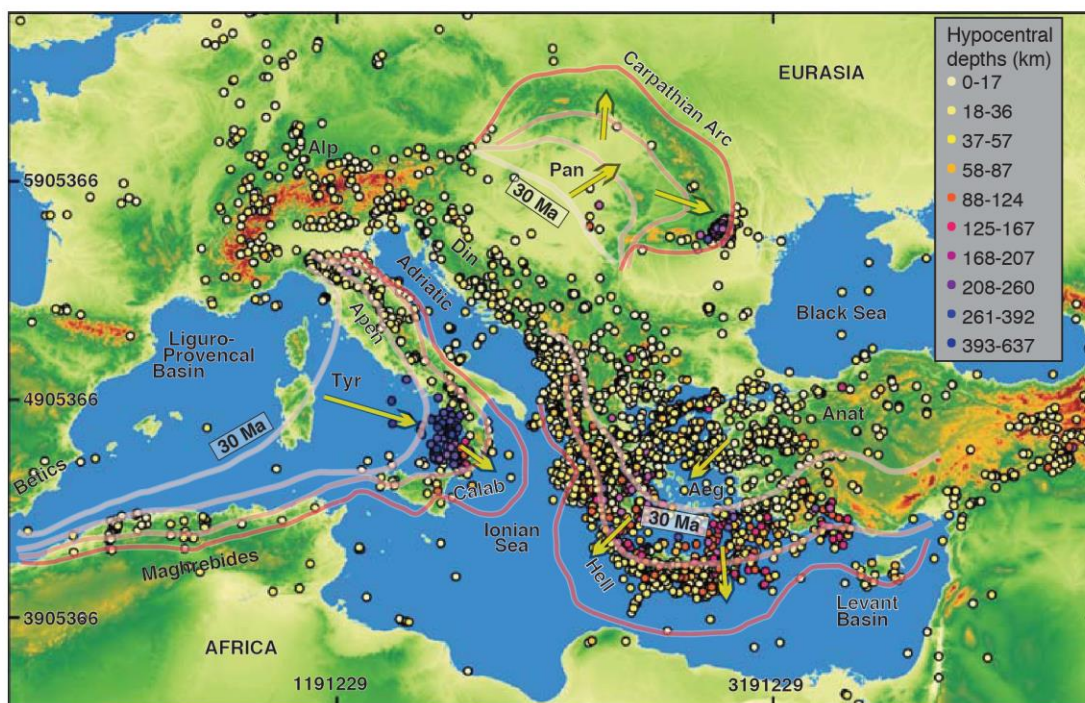 Hypocentral
depths (km)
0-17
18-36
37-57
58-87
88-124
125-167
168-207
208-260
261-392
393-637
EURASIA
Carpathian Arc
Alp
Pan
5905366
30 Ma
Din
Adriatic
Apen
Black Sea
Liguro-
Provencal
Basin
Tyr
4905366
Anat
30 Ma
Betics
Aeg
Calab
30 Ma
Ionian
Sea
Maghrebides
Hell
Levant
Basin
3905366
AFRICA
1191229
3191229